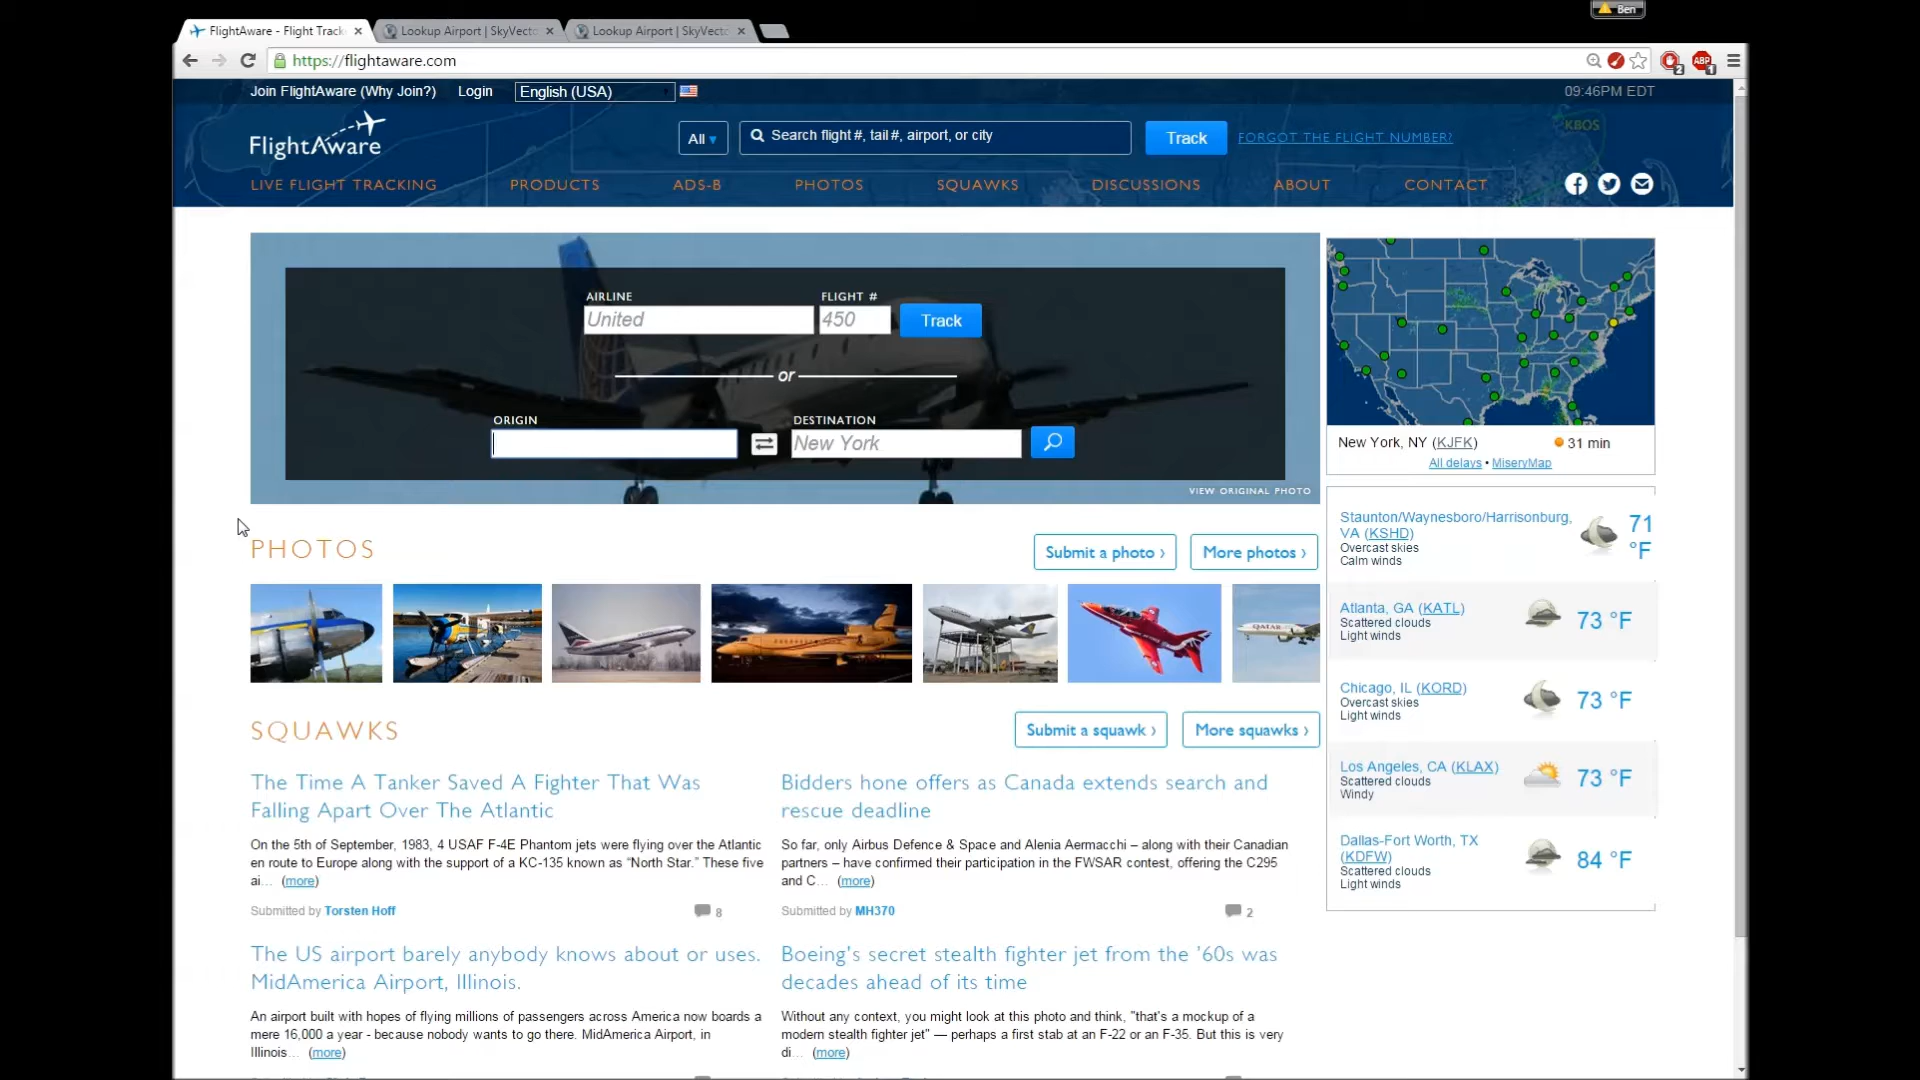 Ben
FlightAware - Flight Track
Lookup Airport | SkyVecto
Lookup Airport | SkyVecto
https://flightaware.com
Join FlightAware (Why Join?) Login English (USA)
09:46PM EDT
FlightAware
All ▾
Search flight #, tail #, airport, or city
Track
FORGOT THE FLIGHT NUMBER?
KBOS
LIVE FLIGHT TRACKING PRODUCTS ADS-B PHOTOS SQUAWKS DISCUSSIONS ABOUT CONTACT
AIRLINE FLIGHT #
United 450 Track
or
ORIGIN DESTINATION
New York
VIEW ORIGINAL PHOTO
New York, NY (KJFK) 31 min
All delays • MiseryMap
PHOTOS
Submit a photo › More photos ›
QATAR
Staunton/Waynesboro/Harrisonburg,
VA (KSHD)
Overcast skies
Calm winds
71
°F
Atlanta, GA (KATL)
Scattered clouds
Light winds
73 °F
Chicago, IL (KORD)
Overcast skies
Light winds
73 °F
Los Angeles, CA (KLAX)
Scattered clouds
Windy
73 °F
Dallas-Fort Worth, TX
(KDFW)
Scattered clouds
Light winds
84 °F
SQUAWKS
Submit a squawk › More squawks ›
The Time A Tanker Saved A Fighter That Was
Falling Apart Over The Atlantic
On the 5th of September, 1983, 4 USAF F-4E Phantom jets were flying over the Atlantic
en route to Europe along with the support of a KC-135 known as “North Star.” These five
ai... (more)
Submitted by Torsten Hoff 8
Bidders hone offers as Canada extends search and
rescue deadline
So far, only Airbus Defence & Space and Alenia Aermacchi – along with their Canadian
partners – have confirmed their participation in the FWSAR contest, offering the C295
and C... (more)
Submitted by MH370 2
The US airport barely anybody knows about or uses.
MidAmerica Airport, Illinois.
An airport built with hopes of flying millions of passengers across America now boards a
mere 16,000 a year - because nobody wants to go there. MidAmerica Airport, in
Illinois... (more)
Boeing's secret stealth fighter jet from the '60s was
decades ahead of its time
Without any context, you might look at this photo and think, "that's a mockup of a
modern stealth fighter jet" — perhaps a first stab at an F-22 or an F-35. But this is very
di... (more)